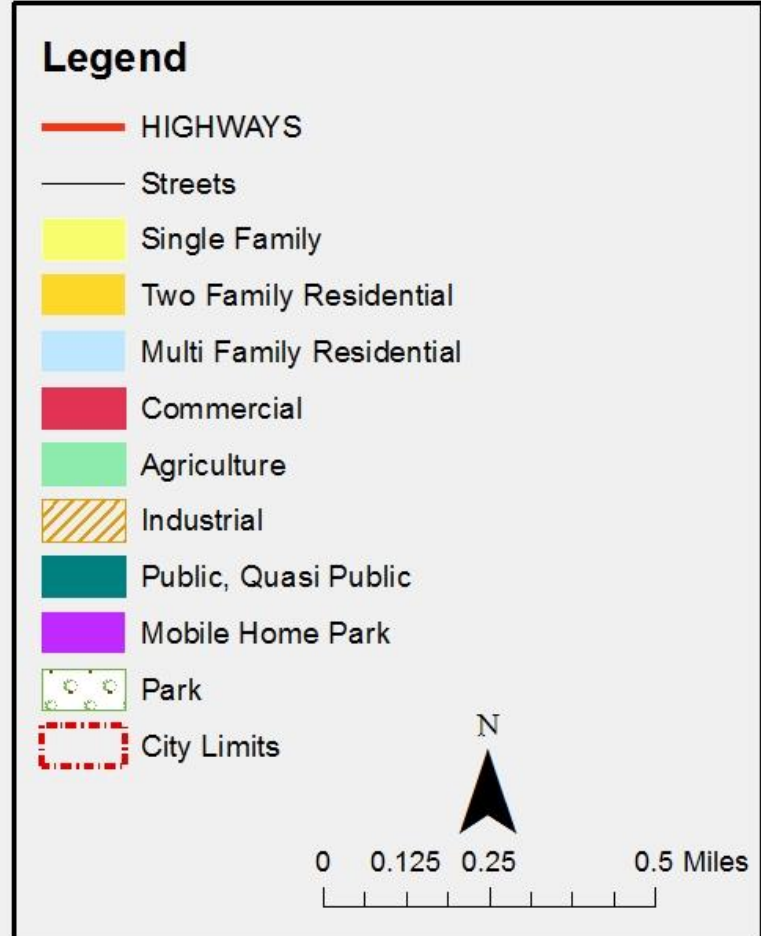 Legend
HIGHWAYS
Streets
Single Family
Two Family Residential
Multi Family Residential
Commercial
Agriculture
Industrial
Public, Quasi Public
Mobile Home Park
Park
City Limits
N
0 0.125 0.25 0.5 Miles